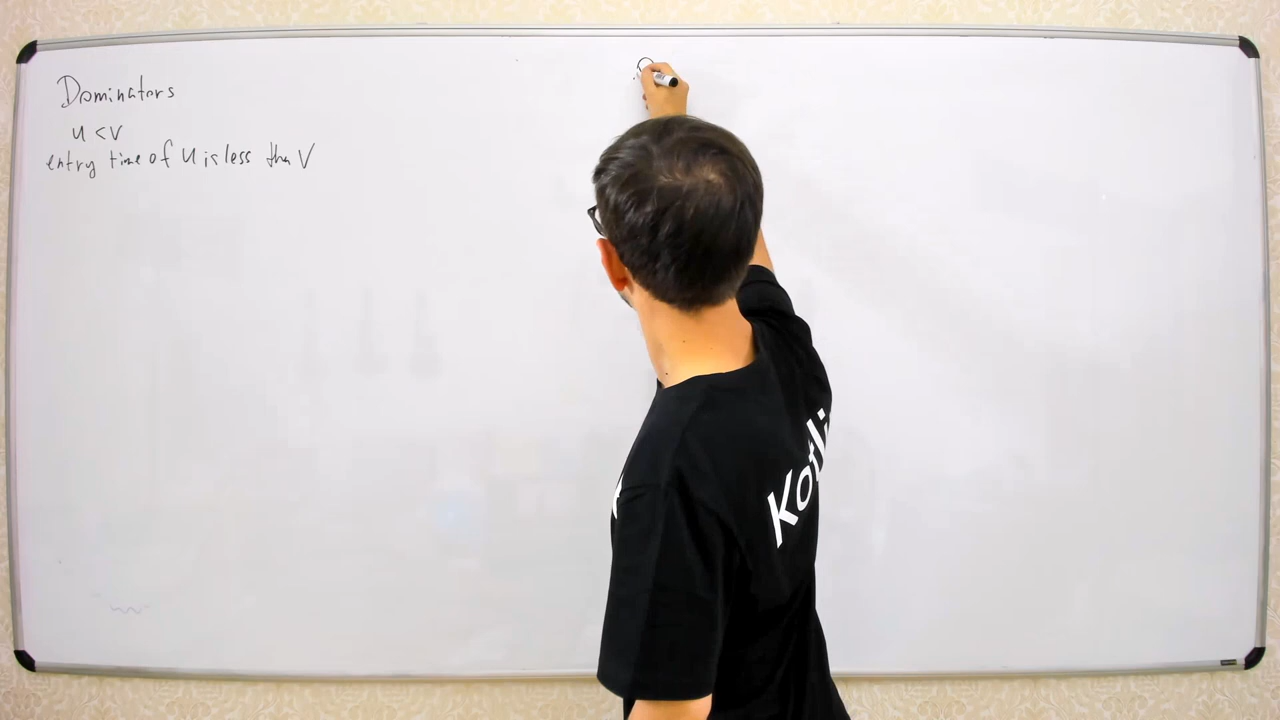 Dominators
u < v
entry time of u is less than v
Kotli